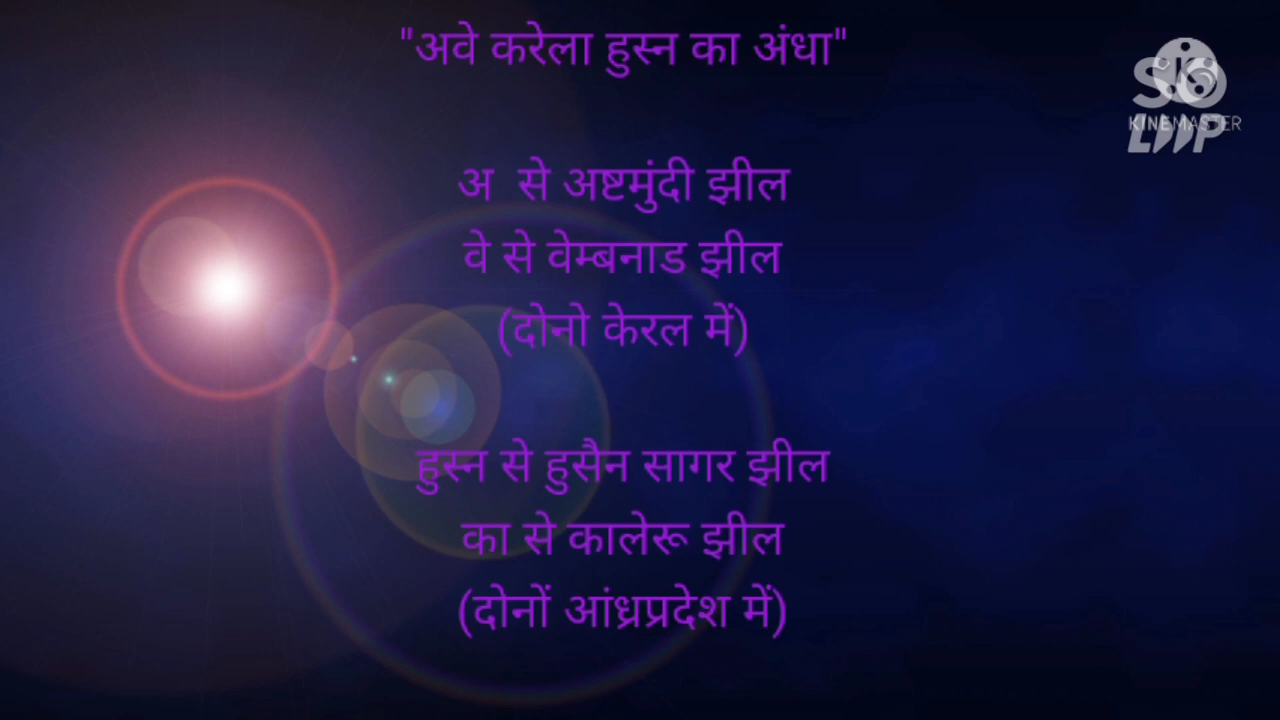 "अवे करेला हुस्न का अंधा"
अ से अष्टमुंदी झील
वे से वेम्बनाड झील
(दोनो केरल में)
हुस्न से हुसैन सागर झील
का से कालेरू झील
(दोनों आंध्रप्रदेश में)
KINEMASTER